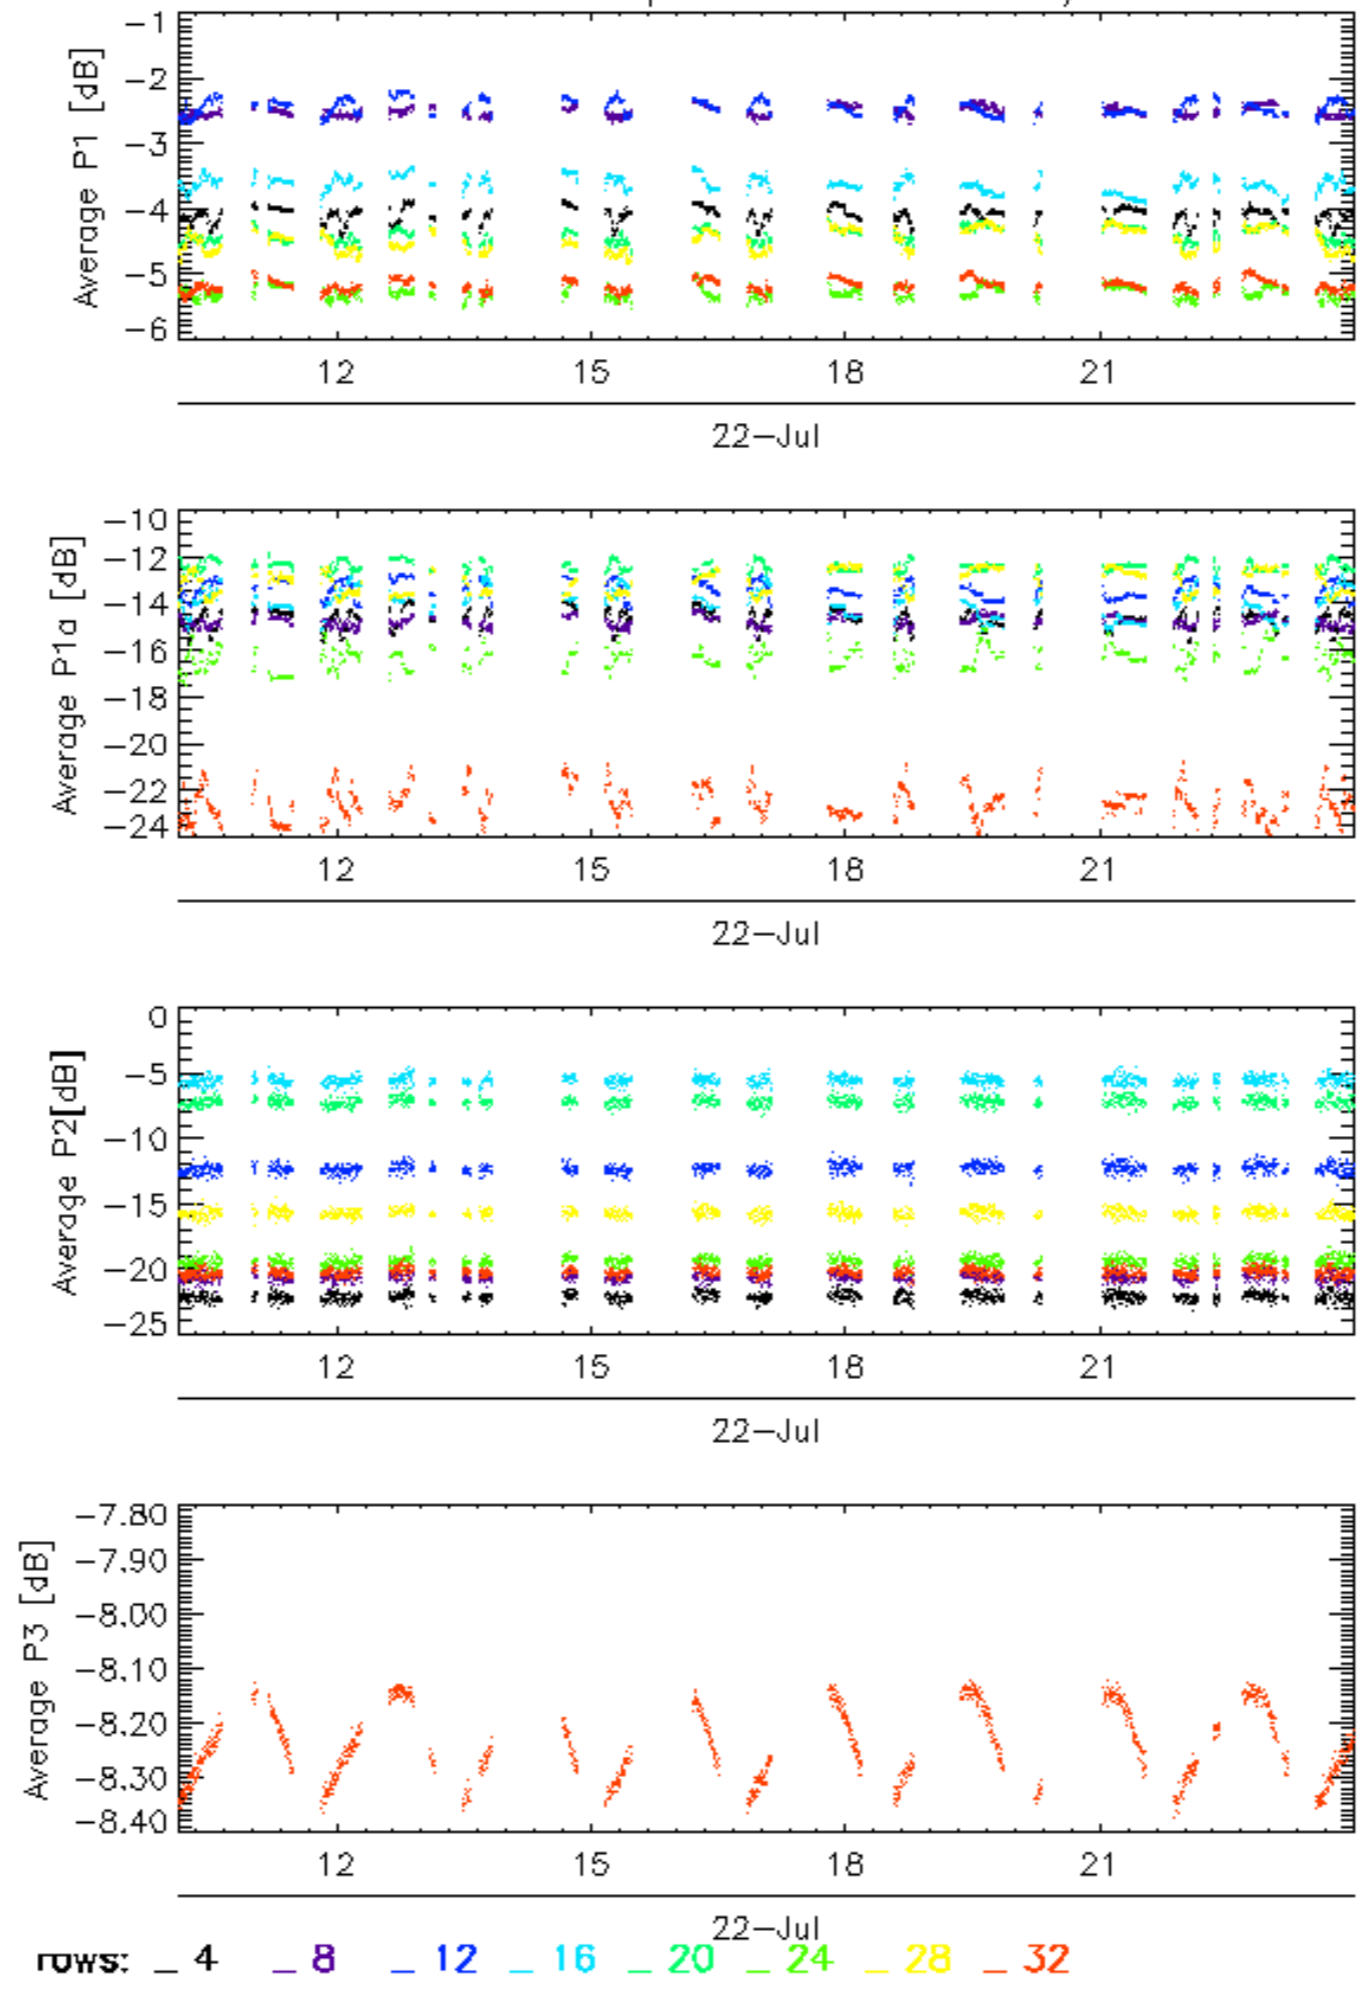 Average P1 [dB]
-1
-2
-3
-4
-5
-6
12 15 18 21
22-Jul
Average P1a [dB]
-10
-12
-14
-16
-18
-20
-22
-24
12 15 18 21
22-Jul
Average P2[dB]
0
-5
-10
-15
-20
-25
12 15 18 21
22-Jul
Average P3 [dB]
-7.80
-7.90
-8.00
-8.10
-8.20
-8.30
-8.40
12 15 18 21
22-Jul
rows: _ 4 _ 8 _ 12 _ 16 _ 20 _ 24 _ 28 _ 32